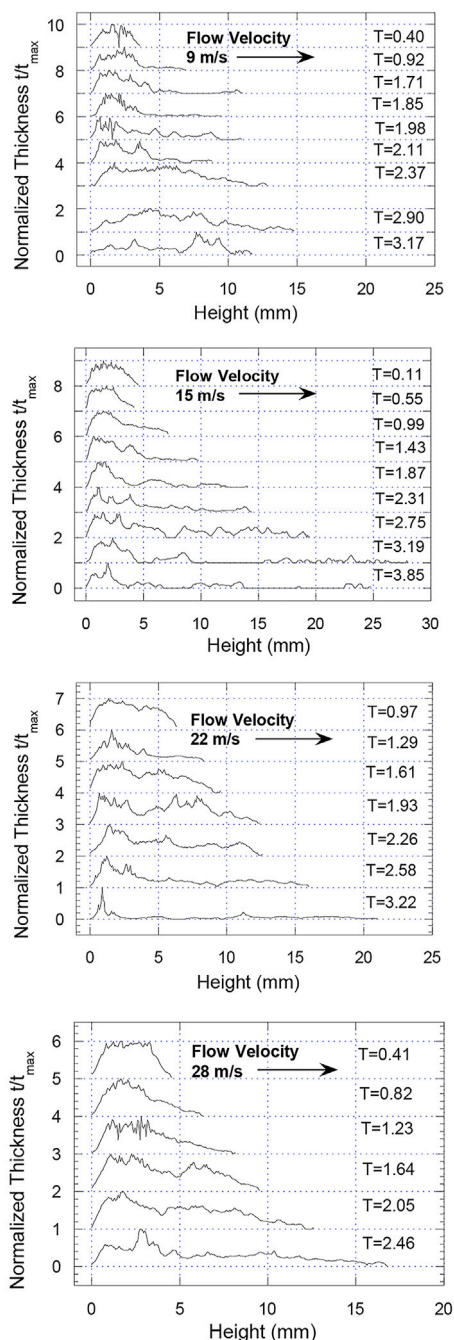 Normalized Thickness t/tmax
10
8
6
4
2
0
Flow Velocity
9 m/s
T=0.40
T=0.92
T=1.71
T=1.85
T=1.98
T=2.11
T=2.37
T=2.90
T=3.17
0 5 10 15 20 25
Height (mm)
Normalized Thickness t/tmax
8
6
4
2
0
Flow Velocity
15 m/s
T=0.11
T=0.55
T=0.99
T=1.43
T=1.87
T=2.31
T=2.75
T=3.19
T=3.85
0 5 10 15 20 25 30
Height (mm)
Normalized Thickness t/tmax
7
6
5
4
3
2
1
0
Flow Velocity
22 m/s
T=0.97
T=1.29
T=1.61
T=1.93
T=2.26
T=2.58
T=3.22
0 5 10 15 20 25
Height (mm)
Normalized Thickness t/tmax
6
5
4
3
2
1
0
Flow Velocity
28 m/s
T=0.41
T=0.82
T=1.23
T=1.64
T=2.05
T=2.46
0 5 10 15 20
Height (mm)